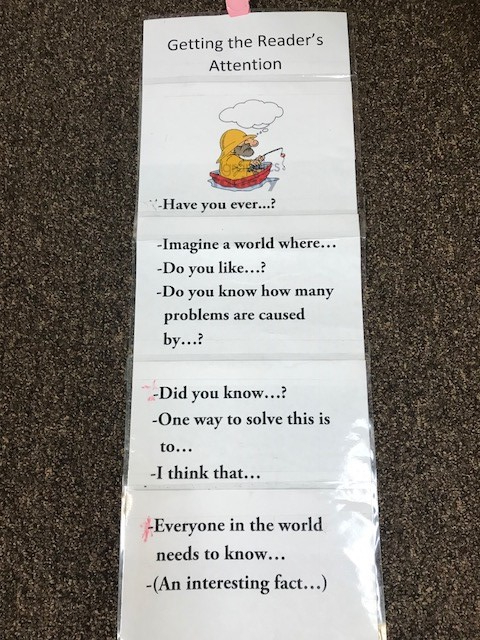 Getting the Reader's
Attention
-Have you ever...?
-Imagine a world where...
-Do you like...?
-Do you know how many
problems are caused
by...?
-Did you know...?
-One way to solve this is
to...
-I think that...
-Everyone in the world
needs to know...
-(An interesting fact...)